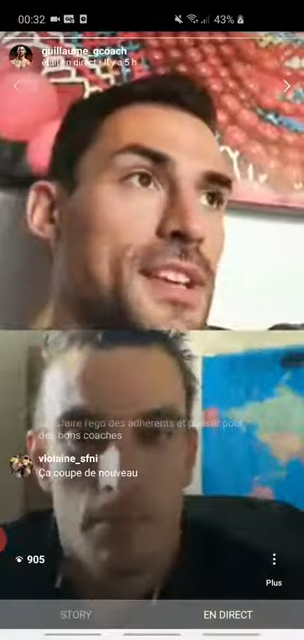 00:32
43%
guillaume_gcoach
était en direct • Il y a 5 h
faire l'ego des adhérents et passer pour
des bons coaches
violaine_sfni
Ça coupe de nouveau
905
Plus
STORY
EN DIRECT